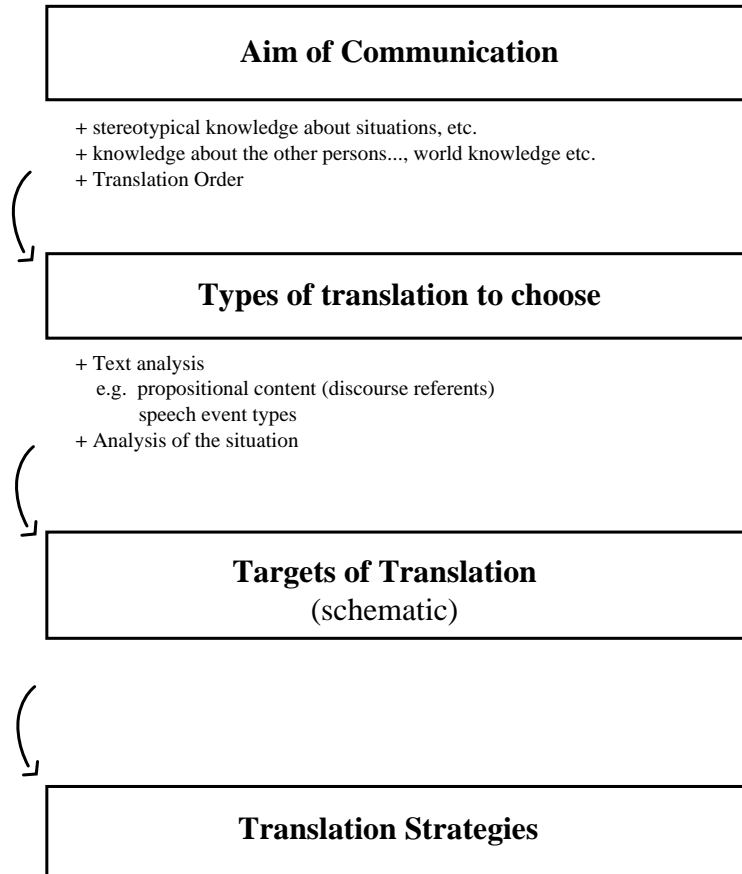 Aim of Communication
+ stereotypical knowledge about situations, etc.
+ knowledge about the other persons..., world knowledge etc.
+ Translation Order
Types of translation to choose
+ Text analysis
e.g. propositional content (discourse referents)
speech event types
+ Analysis of the situation
Targets of Translation
(schematic)
Translation Strategies